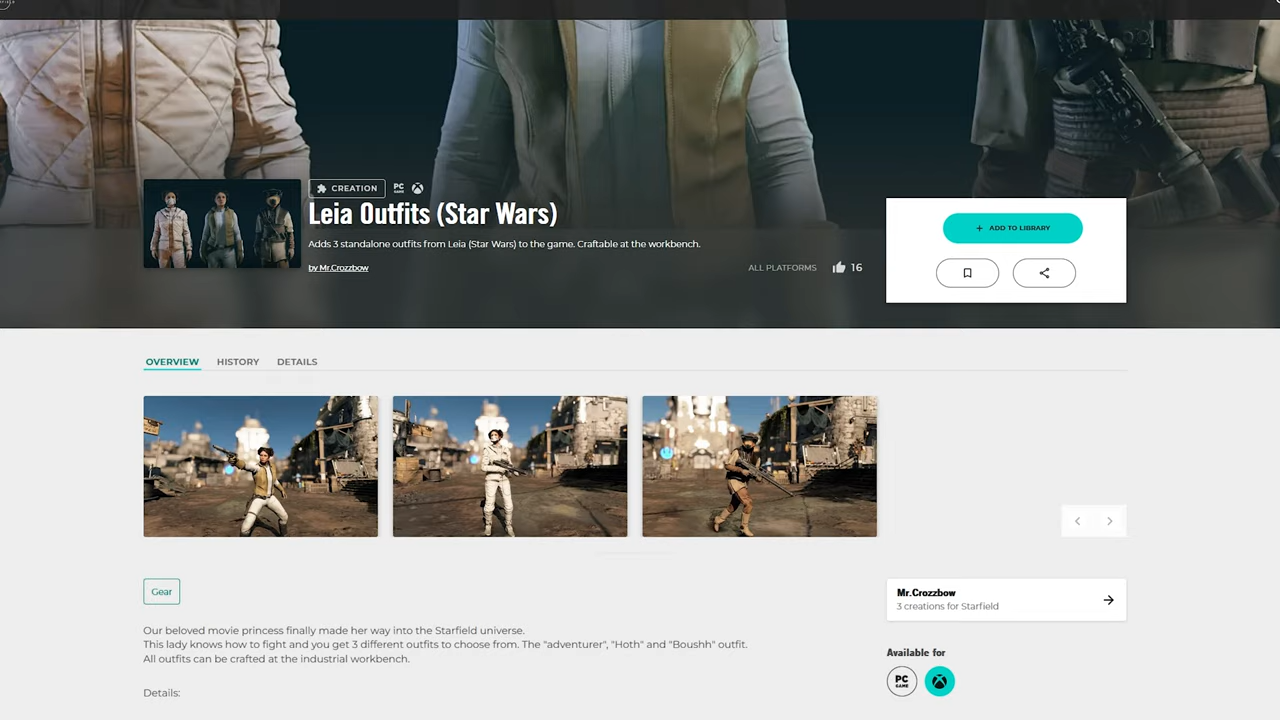 CREATION PC GAME
Leia Outfits (Star Wars)
Adds 3 standalone outfits from Leia (Star Wars) to the game. Craftable at the workbench.
by Mr.Crozzbow
ALL PLATFORMS 16
+ ADD TO LIBRARY
OVERVIEW HISTORY DETAILS
Gear
Our beloved movie princess finally made her way into the Starfield universe.
This lady knows how to fight and you get 3 different outfits to choose from. The "adventurer", "Hoth" and "Boushh" outfit.
All outfits can be crafted at the industrial workbench.
Details:
Mr.Crozzbow
3 creations for Starfield
Available for
PC GAME